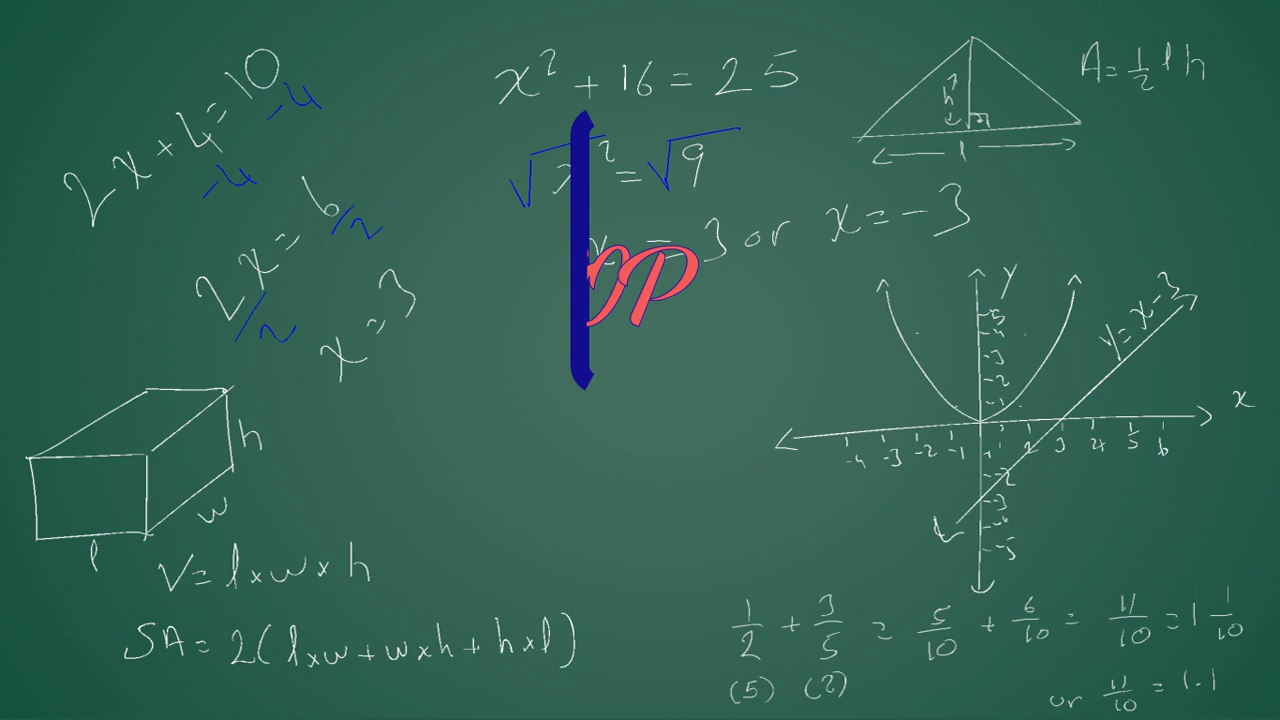 2x + 4 = 10
-4 -4
2x = 6
/2 /2
x = 3
x² + 16 = 25
√x² = √9
x = 3 or x = -3
A = ½ l h
h
l
y
5
4
3
2
1
y = x - 3
x
-4 -3 -2 -1 1 2 3 4 5 6
-1
-2
-3
-4
-5
h
w
l
V = l x w x h
SA = 2(l x w + w x h + h x l)
1/2 + 3/5 = 5/10 + 6/10 = 11/10 = 1 1/10
(5) (2)
or 11/10 = 1.1